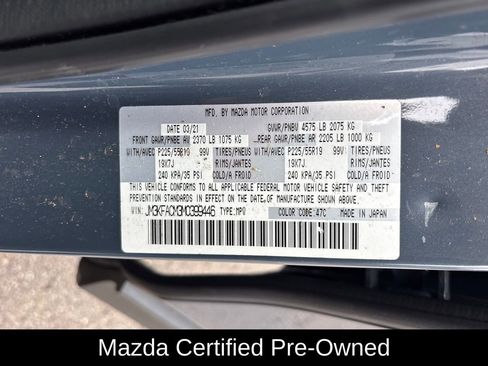 MFD. BY MAZDA MOTOR CORPORATION
DATE 03/21 GVWR/PNBV 4575 LB 2075 KG
FRONT GAWR/PNBE AV 2370 LB 1075 KG REAR GAWR/PNBE AR 2205 LB 1000 KG
WITH/AVEC P225/55R19 99V TIRES/PNEUS WITH/AVEC P225/55R19 99V TIRES/PNEUS
19X7J RIMS/JANTES 19X7J RIMS/JANTES
240 KPA/35 PSI COLD/A FROID 240 KPA/35 PSI COLD/A FROID
THIS VEHICLE CONFORMS TO ALL APPLICABLE FEDERAL MOTOR VEHICLE SAFETY AND
THEFT PREVENTION STANDARDS IN EFFECT ON THE DATE OF MANUFACTURE SHOWN ABOVE.
VIN: JM3KFACM3M0399446 TYPE:MPV COLOR CODE:47C MADE IN JAPAN
Mazda Certified Pre-Owned